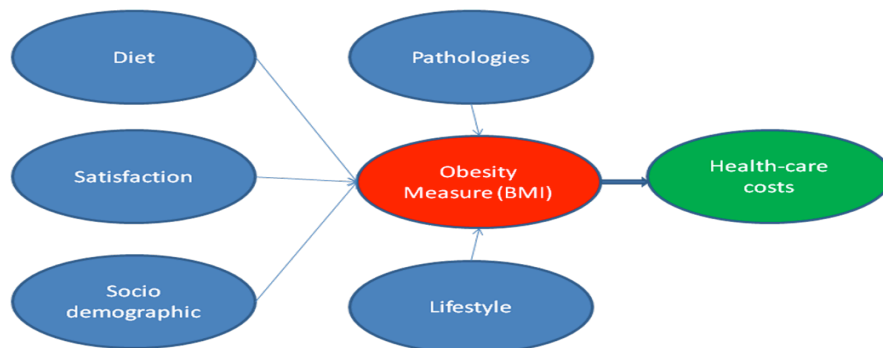 Diet
Pathologies
Satisfaction
Obesity
Measure (BMI)
Health-care
costs
Socio
demographic
Lifestyle